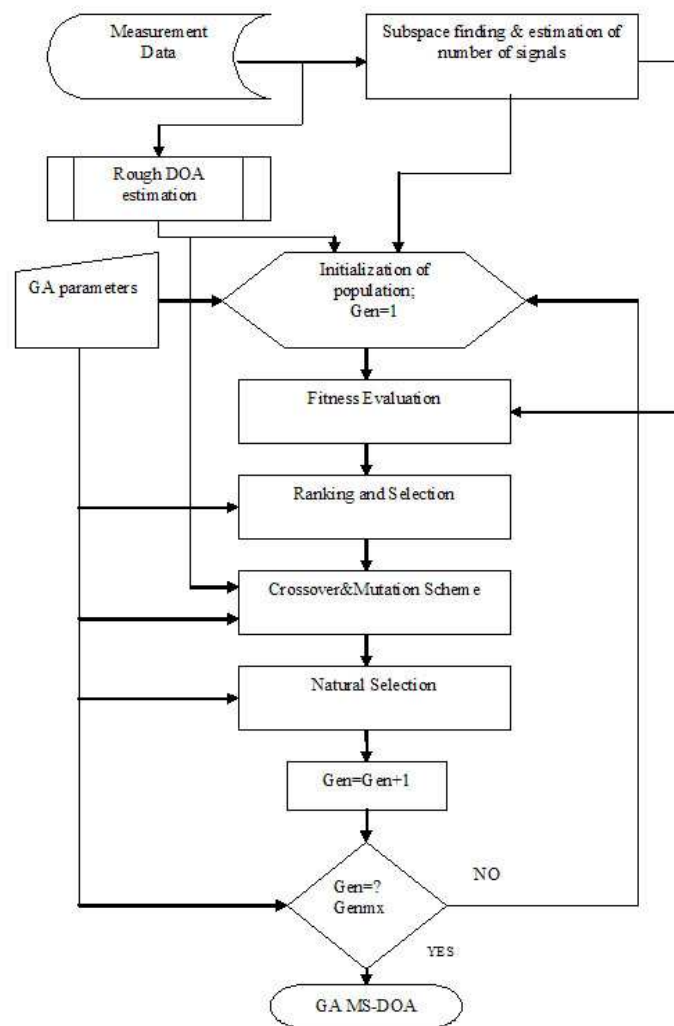 Measurement
Data
Subspace finding & estimation of
number of signals
Rough DOA
estimation
GA parameters
Initialization of
population;
Gen=1
Fitness Evaluation
Ranking and Selection
Crossover&Mutation Scheme
Natural Selection
Gen=Gen+1
Gen=?
Genmx
NO
YES
GA MS-DOA